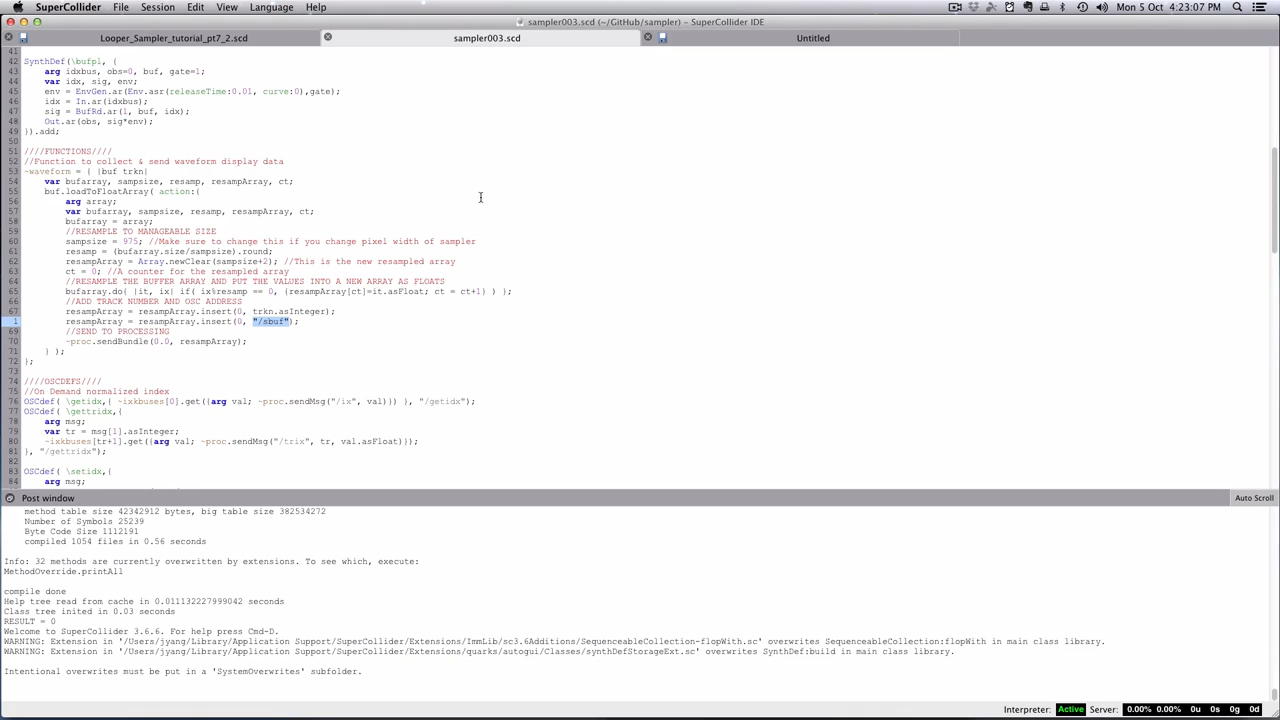 SuperCollider File Session Edit View Language Help Mon 5 Oct 4:23:07 PM
sampler003.scd (~/GitHub/sampler) – SuperCollider IDE
Looper_Sampler_tutorial_pt7_2.scd sampler003.scd Untitled
41
42 SynthDef(\bufpl, {
43 arg idxbus, obs=0, buf, gate=1;
44 var idx, sig, env;
45 env = EnvGen.ar(Env.asr(releaseTime:0.01, curve:0),gate);
46 idx = In.ar(idxbus);
47 sig = BufRd.ar(1, buf, idx);
48 Out.ar(obs, sig*env);
49 }).add;
50
51 ////FUNCTIONS////
52 //Function to collect & send waveform display data
53 ~waveform = { |buf trkn|
54 var bufarray, sampsize, resamp, resampArray, ct;
55 buf.loadToFloatArray( action:{
56 arg array;
57 var bufarray, sampsize, resamp, resampArray, ct;
58 bufarray = array;
59 //RESAMPLE TO MANAGEABLE SIZE
60 sampsize = 975; //Make sure to change this if you change pixel width of sampler
61 resamp = (bufarray.size/sampsize).round;
62 resampArray = Array.newClear(sampsize+2); //This is the new resampled array
63 ct = 0; //A counter for the resampled array
64 //RESAMPLE THE BUFFER ARRAY AND PUT THE VALUES INTO A NEW ARRAY AS FLOATS
65 bufarray.do{ |it, ix| if( ix%resamp == 0, {resampArray[ct]=it.asFloat; ct = ct+1} ) };
66 //ADD TRACK NUMBER AND OSC ADDRESS
67 resampArray = resampArray.insert(0, trkn.asInteger);
1 resampArray = resampArray.insert(0, "/sbuf");
69 //SEND TO PROCESSING
70 ~proc.sendBundle(0.0, resampArray);
71 } );
72 };
74 ////OSCDEFS////
75 //On Demand normalized index
76 OSCdef( \getidx,{ ~ixkbuses[0].get({arg val; ~proc.sendMsg("/ix", val)}) }, "/getidx");
77 OSCdef( \gettridx,{
78 arg msg;
79 var tr = msg[1].asInteger;
80 ~ixkbuses[tr+1].get({arg val; ~proc.sendMsg("/trix", tr, val.asFloat)});
81 }, "/gettridx");
82
83 OSCdef( \setidx,{
84 arg msg;
Post window Auto Scroll
method table size 42342912 bytes, big table size 382534272
Number of Symbols 25239
Byte Code Size 1112191
compiled 1054 files in 0.56 seconds
Info: 32 methods are currently overwritten by extensions. To see which, execute:
MethodOverride.printAll
compile done
Help tree read from cache in 0.011132227999042 seconds
Class tree inited in 0.03 seconds
RESULT = 0
Welcome to SuperCollider 3.6.6. For help press Cmd-D.
WARNING: Extension in '/Users/jyang/Library/Application Support/SuperCollider/Extensions/ImmLib/sc3.6Additions/SequenceableCollection-flopWith.sc' overwrites SequenceableCollection:flopWith in main class library.
WARNING: Extension in '/Users/jyang/Library/Application Support/SuperCollider/Extensions/quarks/autogui/Classes/synthDefStorageExt.sc' overwrites SynthDef:build in main class library.
Intentional overwrites must be put in a 'SystemOverwrites' subfolder.
Interpreter: Active Server: 0.00% 0.00% 0u 0s 0g 0d